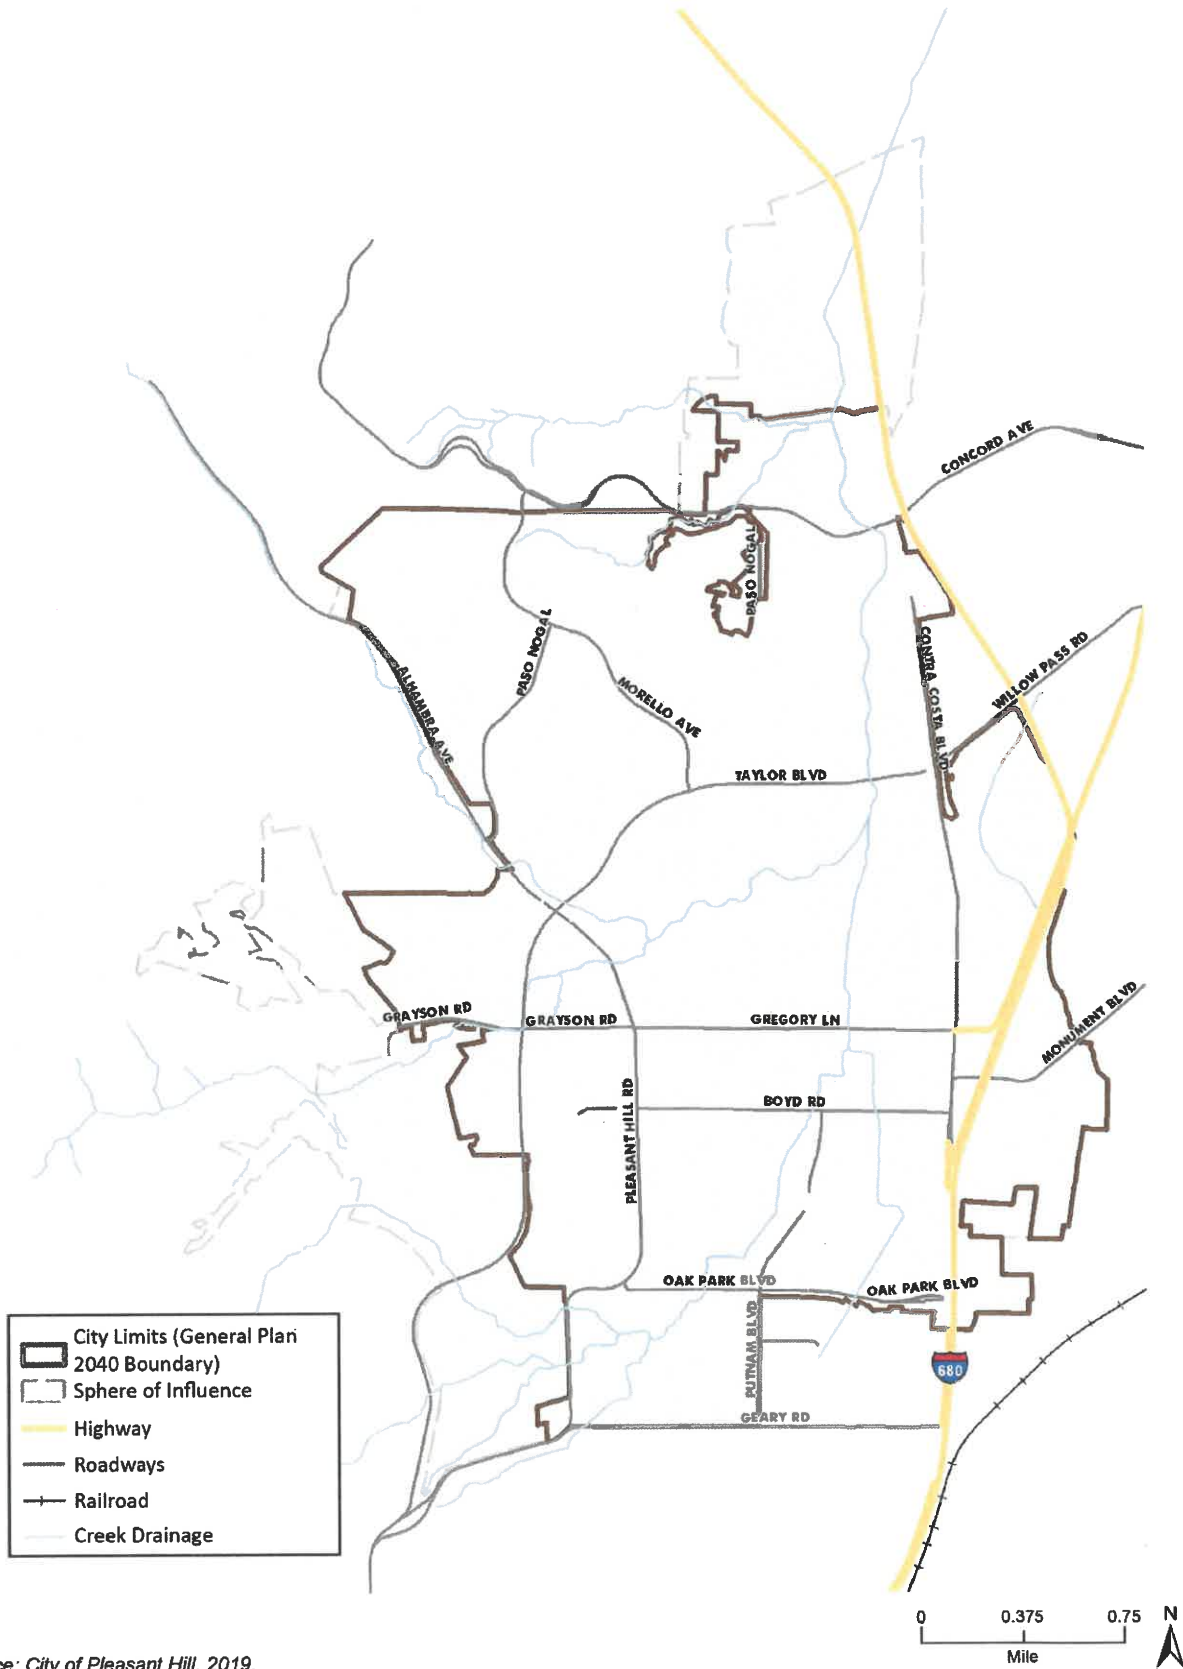 CONCORD AVE
PASO NOGAL
PASO NOGAL
CONTRA COSTA BLVD
WILLOW PASS RD
ALHAMBRA AVE
MORELLO AVE
TAYLOR BLVD
GRAYSON RD
GRAYSON RD
GREGORY LN
MONUMENT BLVD
BOYD RD
PLEASANT HILL RD
OAK PARK BLVD
OAK PARK BLVD
PUTNAM BLVD
680
GEARY RD
City Limits (General Plan
2040 Boundary)
Sphere of Influence
Highway
Roadways
Railroad
Creek Drainage
0 0.375 0.75 N
Mile
ce: City of Pleasant Hill, 2019.